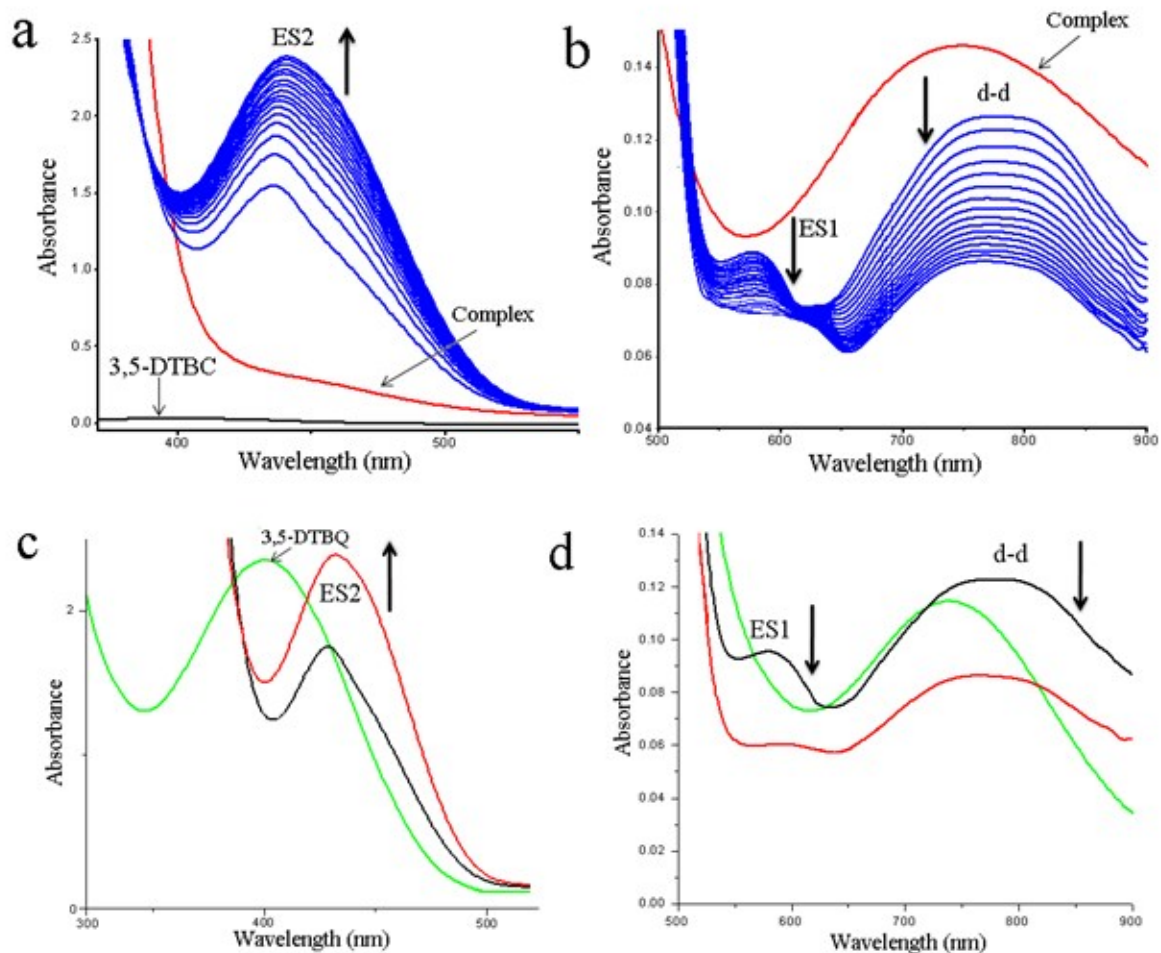 a
ES2
2.5
2.0
1.5
1.0
0.5
0.0
Absorbance
Complex
3,5-DTBC
400
500
Wavelength (nm)
b
Complex
d-d
ES1
0.14
0.12
0.10
0.08
0.06
0.04
Absorbance
500
600
700
800
900
Wavelength (nm)
c
3,5-DTBQ
ES2
2
0
Absorbance
300
400
500
Wavelength (nm)
d
d-d
ES1
0.14
0.12
0.10
0.08
0.06
0.04
0.02
0.00
Absorbance
500
600
700
800
900
Wavelength (nm)